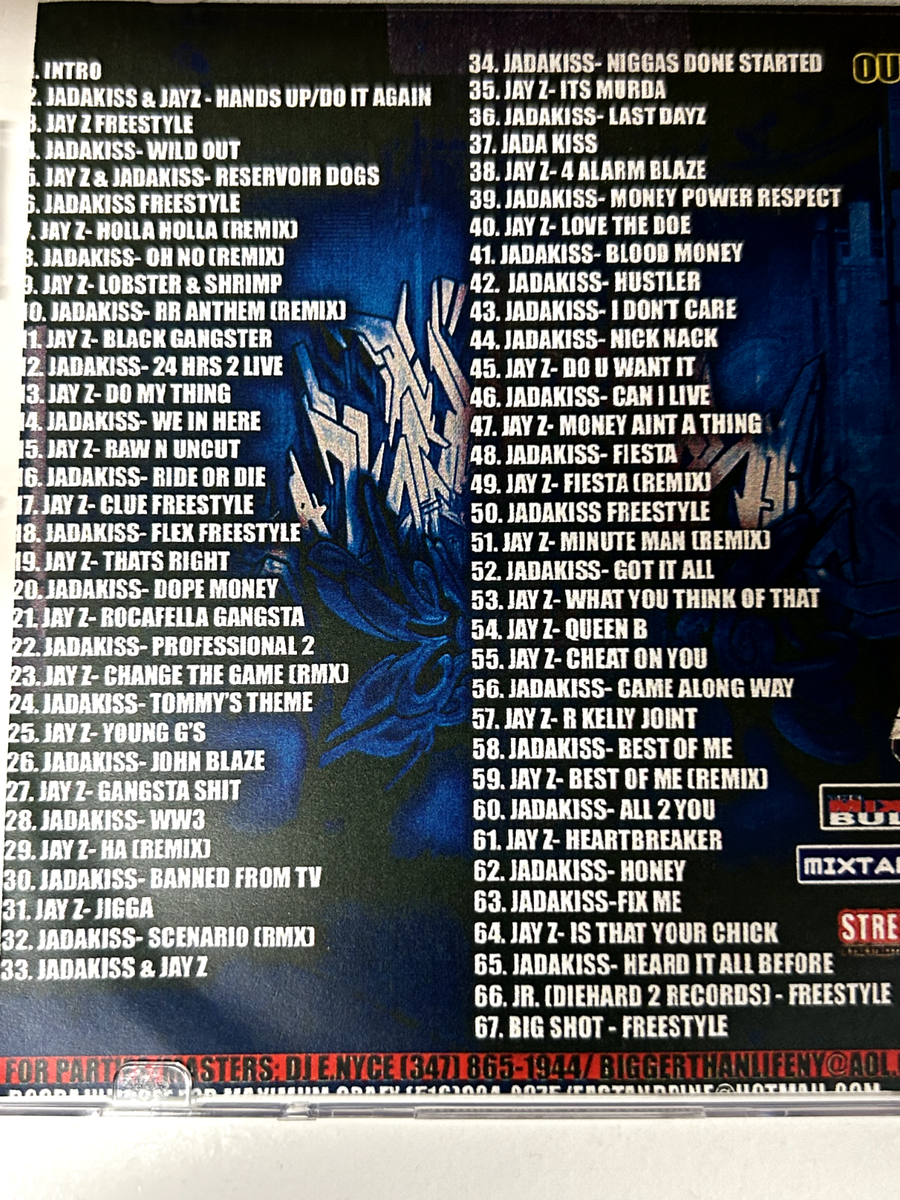 . INTRO
2. JADAKISS & JAYZ - HANDS UP/DO IT AGAIN
3. JAY Z FREESTYLE
. JADAKISS- WILD OUT
5. JAY Z & JADAKISS- RESERVOIR DOGS
6. JADAKISS FREESTYLE
7. JAY Z- HOLLA HOLLA (REMIX)
8. JADAKISS- OH NO (REMIX)
9. JAY Z- LOBSTER & SHRIMP
10. JADAKISS- RR ANTHEM (REMIX)
11. JAY Z- BLACK GANGSTER
12. JADAKISS- 24 HRS 2 LIVE
13. JAY Z- DO MY THING
14. JADAKISS- WE IN HERE
15. JAY Z- RAW N UNCUT
16. JADAKISS- RIDE OR DIE
17. JAY Z- CLUE FREESTYLE
18. JADAKISS- FLEX FREESTYLE
19. JAY Z- THATS RIGHT
20. JADAKISS- DOPE MONEY
21. JAY Z- ROCAFELLA GANGSTA
22. JADAKISS- PROFESSIONAL 2
23. JAY Z- CHANGE THE GAME (RMX)
24. JADAKISS- TOMMY'S THEME
25. JAY Z- YOUNG G'S
26. JADAKISS- JOHN BLAZE
27. JAY Z- GANGSTA SHIT
28. JADAKISS- WW3
29. JAY Z- HA (REMIX)
30. JADAKISS- BANNED FROM TV
31. JAY Z- JIGGA
32. JADAKISS- SCENARIO (RMX)
33. JADAKISS & JAY Z
34. JADAKISS- NIGGAS DONE STARTED
35. JAY Z- ITS MURDA
36. JADAKISS- LAST DAYZ
37. JADA KISS
38. JAY Z- 4 ALARM BLAZE
39. JADAKISS- MONEY POWER RESPECT
40. JAY Z- LOVE THE DOE
41. JADAKISS- BLOOD MONEY
42. JADAKISS- HUSTLER
43. JADAKISS- I DON'T CARE
44. JADAKISS- NICK NACK
45. JAY Z- DO U WANT IT
46. JADAKISS- CAN I LIVE
47. JAY Z- MONEY AINT A THING
48. JADAKISS- FIESTA
49. JAY Z- FIESTA (REMIX)
50. JADAKISS FREESTYLE
51. JAY Z- MINUTE MAN (REMIX)
52. JADAKISS- GOT IT ALL
53. JAY Z- WHAT YOU THINK OF THAT
54. JAY Z- QUEEN B
55. JAY Z- CHEAT ON YOU
56. JADAKISS- CAME ALONG WAY
57. JAY Z- R KELLY JOINT
58. JADAKISS- BEST OF ME
59. JAY Z- BEST OF ME (REMIX)
60. JADAKISS- ALL 2 YOU
61. JAY Z- HEARTBREAKER
62. JADAKISS- HONEY
63. JADAKISS-FIX ME
64. JAY Z- IS THAT YOUR CHICK
65. JADAKISS- HEARD IT ALL BEFORE
66. JR. (DIEHARD 2 RECORDS) - FREESTYLE
67. BIG SHOT - FREESTYLE
OU
THE MIX
BUL
MIXTA
STRE
FOR PARTI MASTERS: DJ E.NYCE (347) 865-1944/ BIGGERTHANLIFENY@AOL.